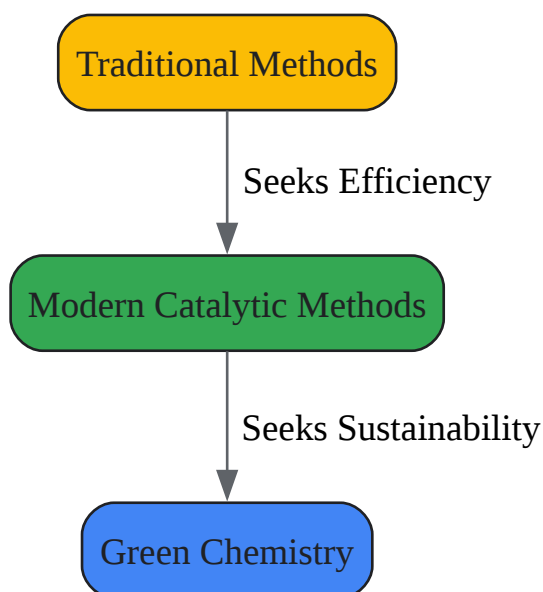 Traditional Methods
Seeks Efficiency
Modern Catalytic Methods
Seeks Sustainability
Green Chemistry